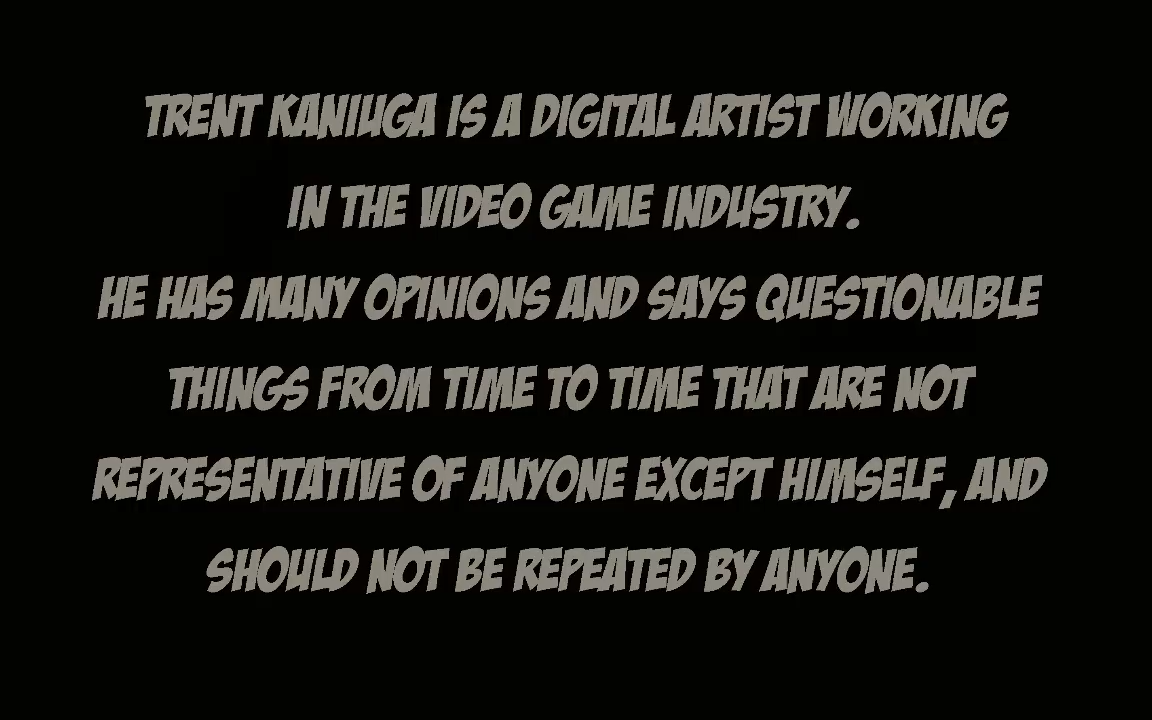 TRENT KANIUGA IS A DIGITAL ARTIST WORKING
IN THE VIDEO GAME INDUSTRY.
HE HAS MANY OPINIONS AND SAYS QUESTIONABLE
THINGS FROM TIME TO TIME THAT ARE NOT
REPRESENTATIVE OF ANYONE EXCEPT HIMSELF, AND
SHOULD NOT BE REPEATED BY ANYONE.